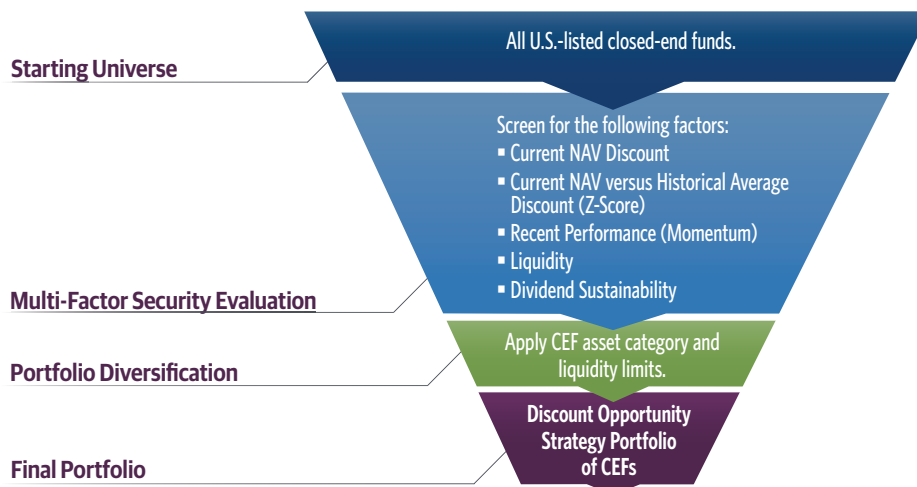 All U.S.-listed closed-end funds.
Starting Universe
Screen for the following factors:
▪ Current NAV Discount
▪ Current NAV versus Historical Average
Discount (Z-Score)
▪ Recent Performance (Momentum)
▪ Liquidity
▪ Dividend Sustainability
Multi-Factor Security Evaluation
Apply CEF asset category and
liquidity limits.
Portfolio Diversification
Discount Opportunity
Strategy Portfolio
of CEFs
Final Portfolio